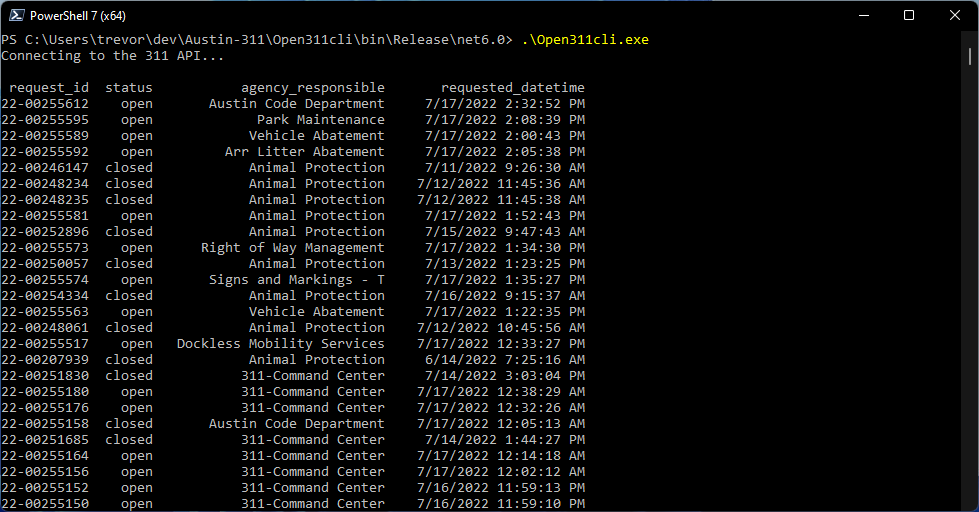 PowerShell 7 (x64)
PS C:\Users\trevor\dev\Austin-311\Open311cli\bin\Release\net6.0> .\Open311cli.exe
Connecting to the 311 API...
request_id status agency_responsible requested_datetime
22-00255612 open Austin Code Department 7/17/2022 2:32:52 PM
22-00255595 open Park Maintenance 7/17/2022 2:08:39 PM
22-00255589 open Vehicle Abatement 7/17/2022 2:00:43 PM
22-00255592 open Arr Litter Abatement 7/17/2022 2:05:38 PM
22-00246147 closed Animal Protection 7/11/2022 9:26:30 AM
22-00248234 closed Animal Protection 7/12/2022 11:45:36 AM
22-00248235 closed Animal Protection 7/12/2022 11:45:38 AM
22-00255581 open Animal Protection 7/17/2022 1:52:43 PM
22-00252896 closed Animal Protection 7/15/2022 9:47:43 AM
22-00255573 open Right of Way Management 7/17/2022 1:34:30 PM
22-00250057 closed Animal Protection 7/13/2022 1:23:25 PM
22-00255574 open Signs and Markings - T 7/17/2022 1:35:27 PM
22-00254334 closed Animal Protection 7/16/2022 9:15:37 AM
22-00255563 open Vehicle Abatement 7/17/2022 1:22:35 PM
22-00248061 closed Animal Protection 7/12/2022 10:45:56 AM
22-00255517 open Dockless Mobility Services 7/17/2022 12:33:27 PM
22-00207939 closed Animal Protection 6/14/2022 7:25:16 AM
22-00251830 closed 311-Command Center 7/14/2022 3:03:04 PM
22-00255180 open 311-Command Center 7/17/2022 12:38:29 AM
22-00255176 open 311-Command Center 7/17/2022 12:32:26 AM
22-00255158 closed Austin Code Department 7/17/2022 12:05:13 AM
22-00251685 closed 311-Command Center 7/14/2022 1:44:27 PM
22-00255164 open 311-Command Center 7/17/2022 12:14:18 AM
22-00255156 open 311-Command Center 7/17/2022 12:02:12 AM
22-00255152 open 311-Command Center 7/16/2022 11:59:13 PM
22-00255150 open 311-Command Center 7/16/2022 11:59:10 PM